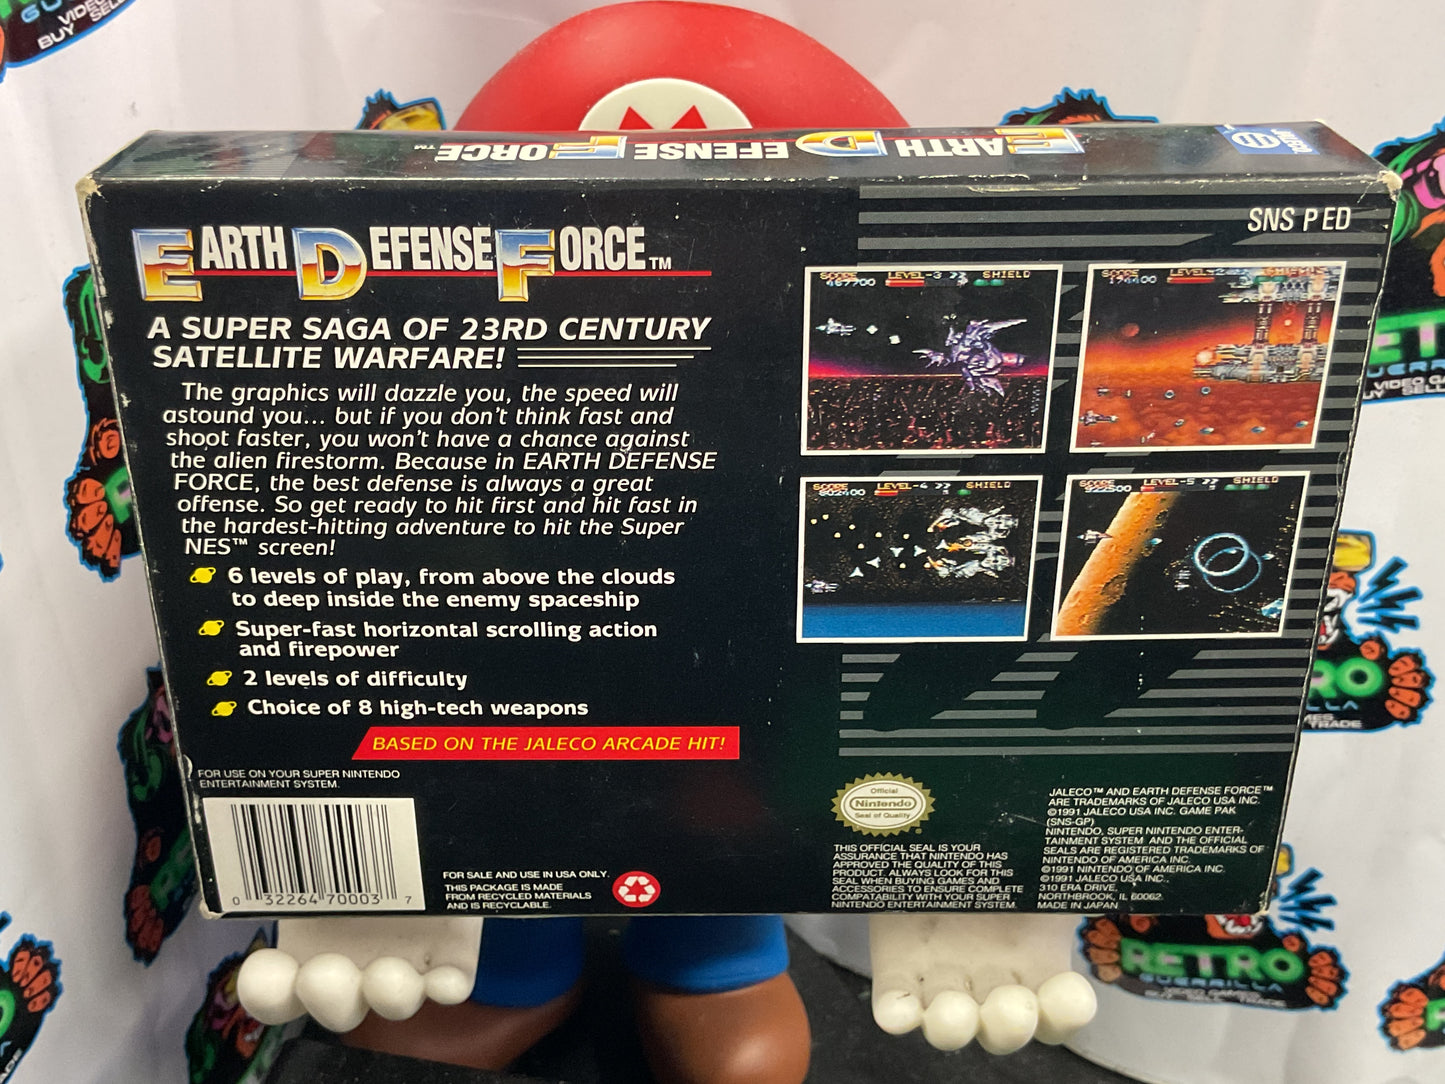 EARTH DEFENSE FORCE™
JALECO
SNS P ED
EARTH DEFENSE FORCE™
A SUPER SAGA OF 23RD CENTURY
SATELLITE WARFARE!
The graphics will dazzle you, the speed will
astound you... but if you don't think fast and
shoot faster, you won't have a chance against
the alien firestorm. Because in EARTH DEFENSE
FORCE, the best defense is always a great
offense. So get ready to hit first and hit fast in
the hardest-hitting adventure to hit the Super
NES™ screen!
6 levels of play, from above the clouds
to deep inside the enemy spaceship
Super-fast horizontal scrolling action
and firepower
2 levels of difficulty
Choice of 8 high-tech weapons
BASED ON THE JALECO ARCADE HIT!
SCORE LEVEL-3 SHIELD
467700
SCORE LEVEL-2 SHIELD
194400
SCORE LEVEL-4 SHIELD
802400
SCORE LEVEL-5 SHIELD
922500
FOR USE ON YOUR SUPER NINTENDO
ENTERTAINMENT SYSTEM.
0 32264 70003 7
FOR SALE AND USE IN USA ONLY.
THIS PACKAGE IS MADE
FROM RECYCLED MATERIALS
AND IS RECYCLABLE.
Official
Nintendo
Seal of Quality
THIS OFFICIAL SEAL IS YOUR
ASSURANCE THAT NINTENDO HAS
APPROVED THE QUALITY OF THIS
PRODUCT. ALWAYS LOOK FOR THIS
SEAL WHEN BUYING GAMES AND
ACCESSORIES TO ENSURE COMPLETE
COMPATABILITY WITH YOUR SUPER
NINTENDO ENTERTAINMENT SYSTEM.
JALECO™ AND EARTH DEFENSE FORCE™
ARE TRADEMARKS OF JALECO USA INC.
©1991 JALECO USA INC. GAME PAK
(SNS-GP)
NINTENDO, SUPER NINTENDO ENTER-
TAINMENT SYSTEM AND THE OFFICIAL
SEALS ARE REGISTERED TRADEMARKS OF
NINTENDO OF AMERICA INC.
©1991 NINTENDO OF AMERICA INC.
©1991 JALECO USA INC.,
310 ERA DRIVE,
NORTHBROOK, IL 60062.
MADE IN JAPAN
RETRO
GUERRILLA